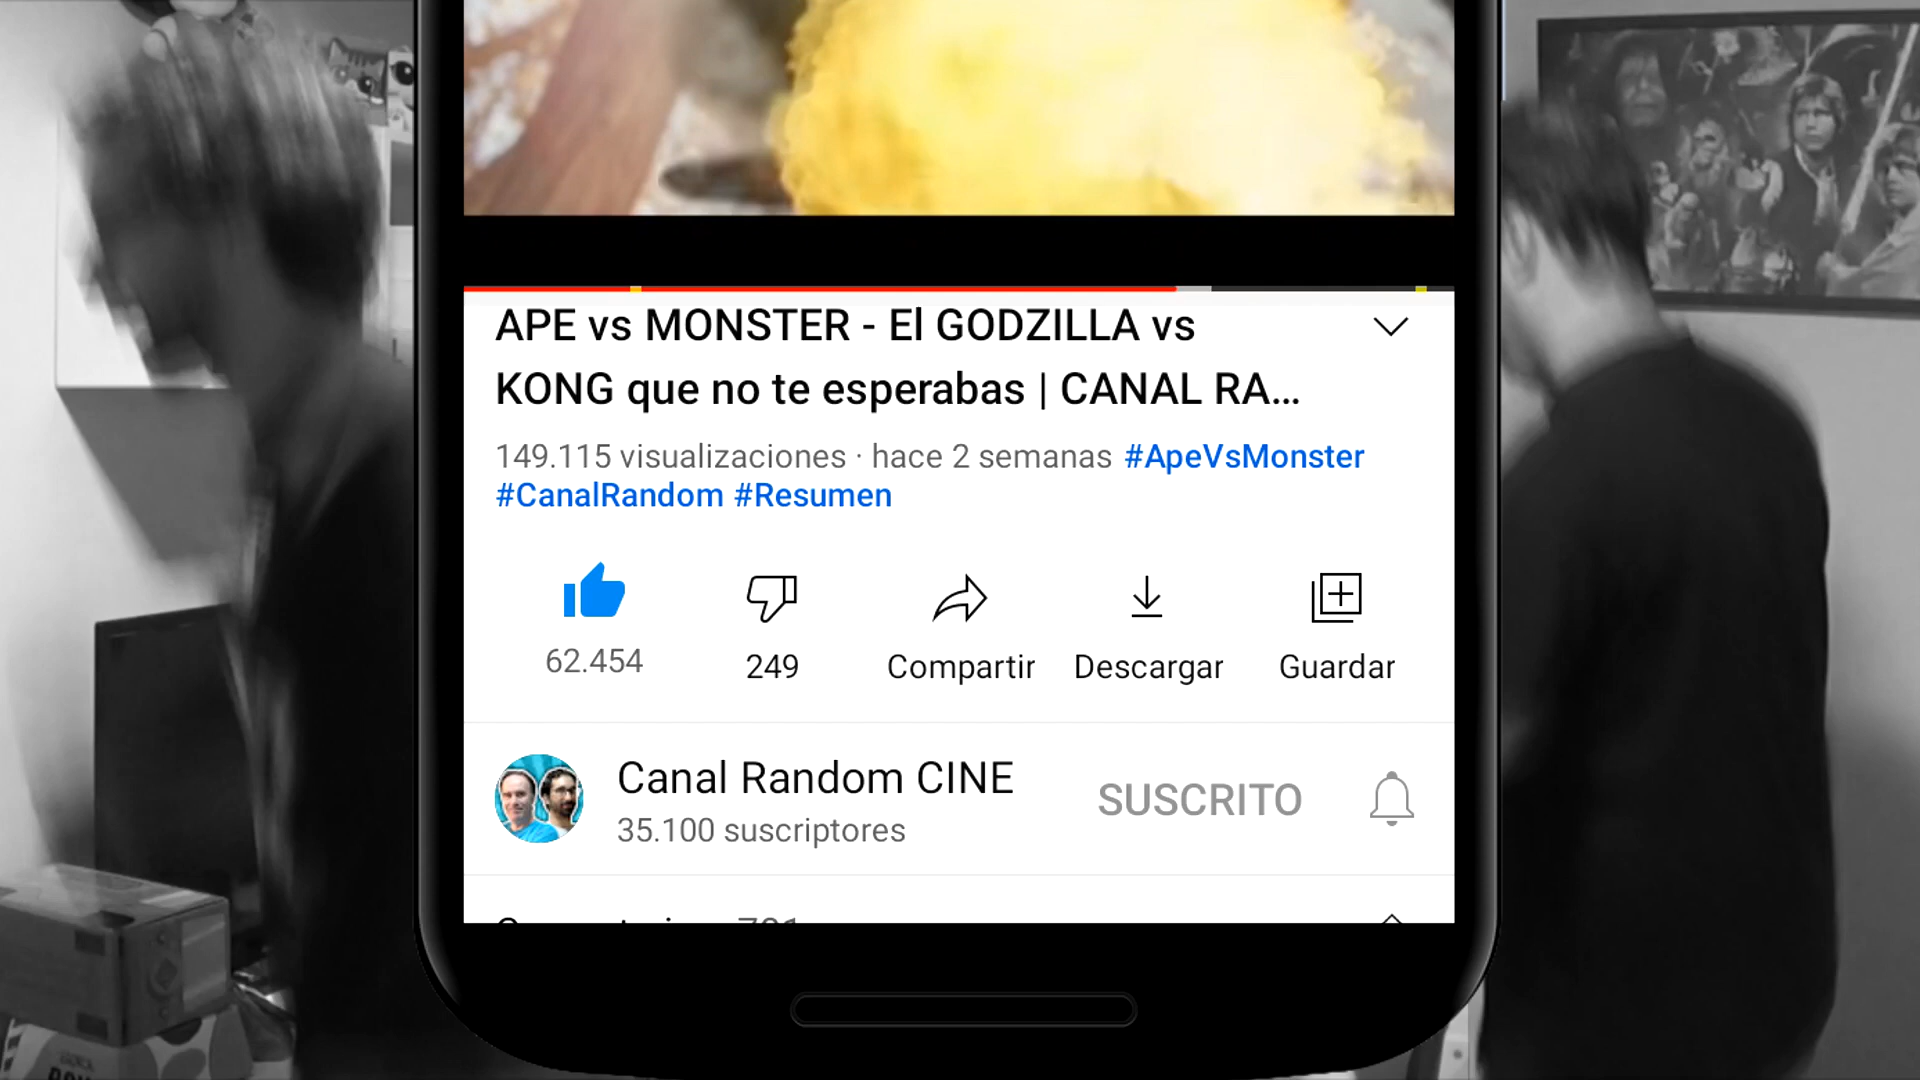 APE vs MONSTER - El GODZILLA vs
KONG que no te esperabas | CANAL RA...
149.115 visualizaciones · hace 2 semanas #ApeVsMonster
#CanalRandom #Resumen
62.454
249
Compartir
Descargar
Guardar
Canal Random CINE
SUSCRITO
35.100 suscriptores